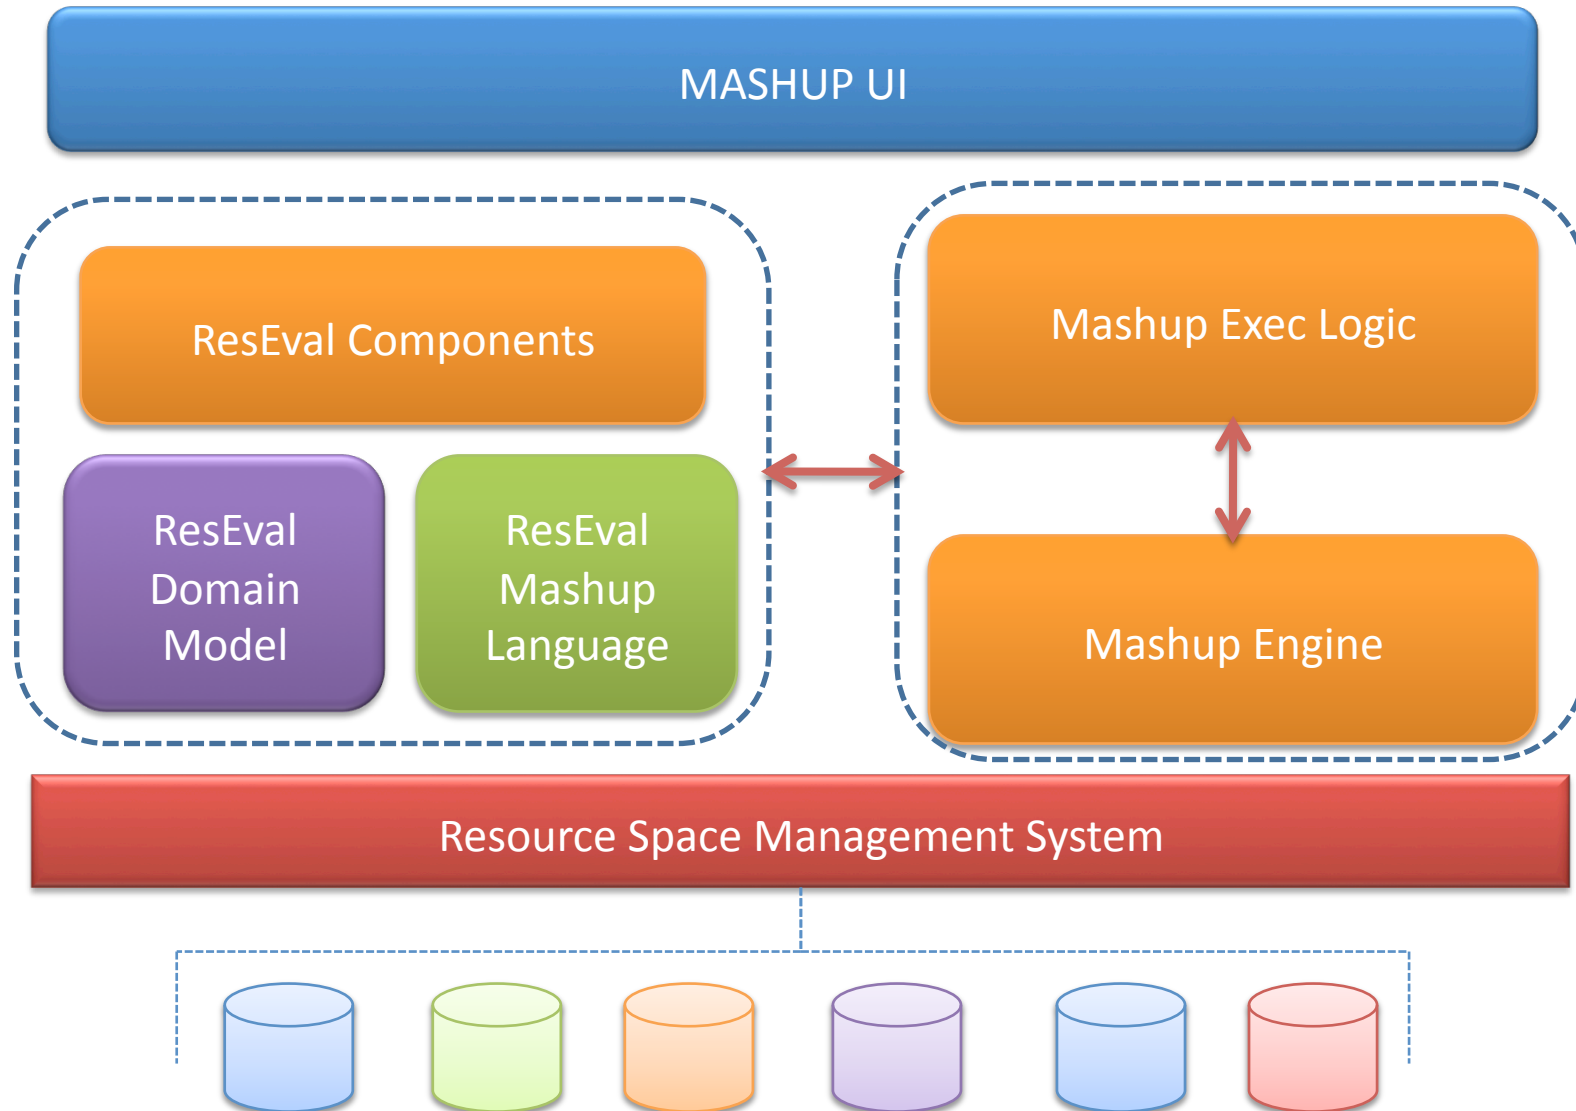 MASHUP UI
ResEval Components
Mashup Exec Logic
ResEval
Domain
Model
ResEval
Mashup
Language
Mashup Engine
Resource Space Management System